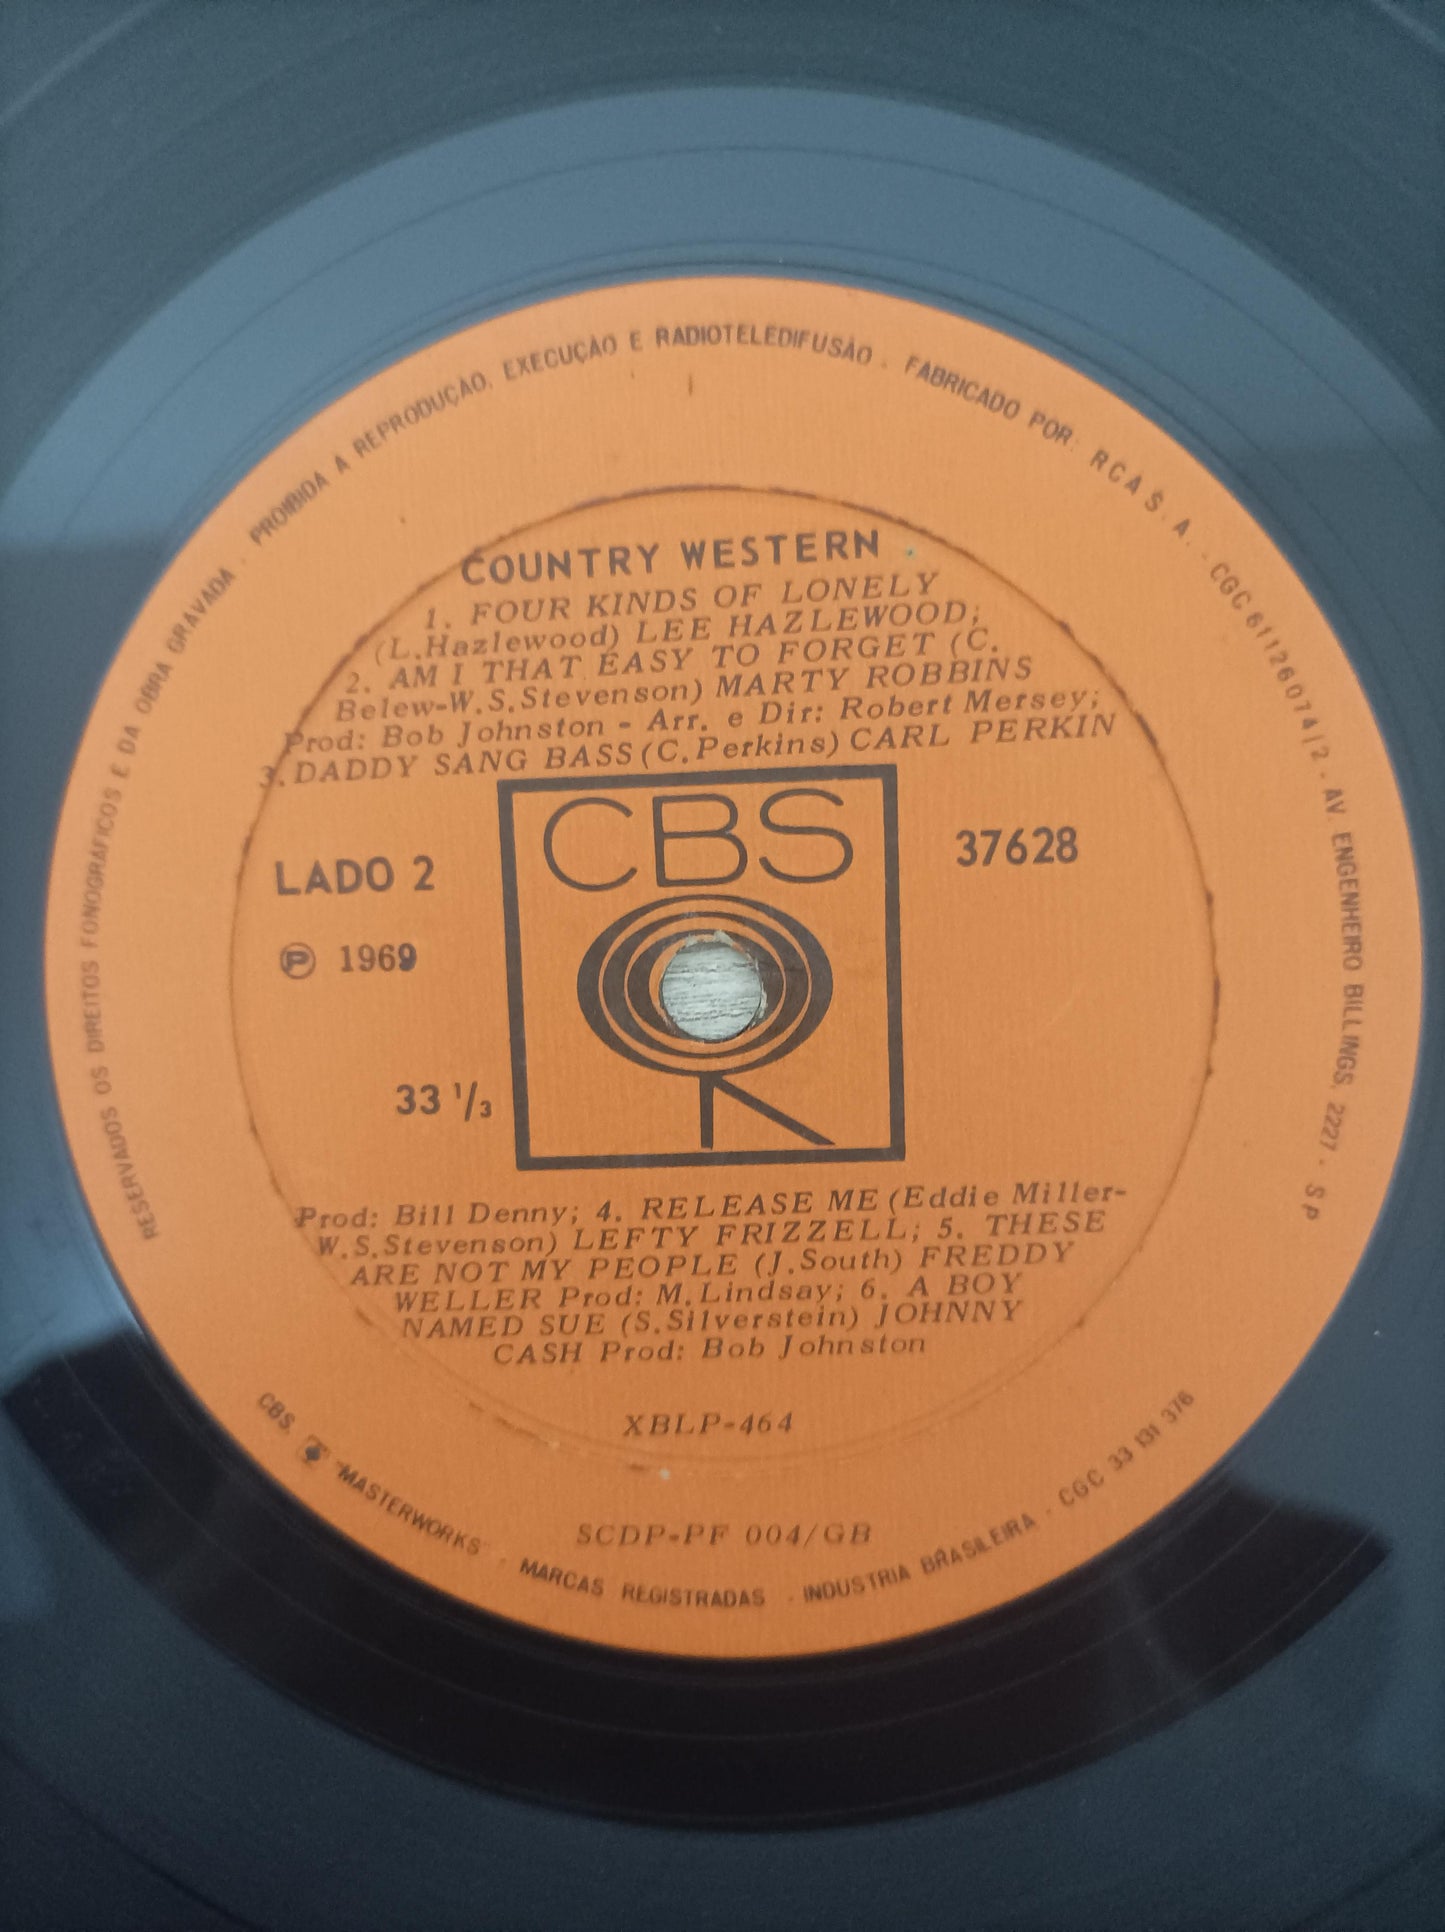 RESERVADOS OS DIREITOS FONOGRÁFICOS E DA OBRA GRAVADA - PROIBIDA A REPRODUÇÃO, EXECUÇÃO E RADIOTELEDIFUSÃO - FABRICADO POR: RCA S. A. - CGC 61126074/2 - AV. ENGENHEIRO BILLINGS, 2227 - SP
COUNTRY WESTERN
1. FOUR KINDS OF LONELY
(L.Hazlewood) LEE HAZLEWOOD;
2. AM I THAT EASY TO FORGET (C.
Belew-W.S.Stevenson) MARTY ROBBINS
Prod: Bob Johnston - Arr. e Dir: Robert Mersey;
3. DADDY SANG BASS (C.Perkins) CARL PERKIN
CBS
LADO 2
37628
℗ 1969
33 1/3
Prod: Bill Denny; 4. RELEASE ME (Eddie Miller-
W.S.Stevenson) LEFTY FRIZZELL; 5. THESE
ARE NOT MY PEOPLE (J.South) FREDDY
WELLER Prod: M.Lindsay; 6. A BOY
NAMED SUE (S.Silverstein) JOHNNY
CASH Prod: Bob Johnston
XBLP-464
SCDP-PF 004/GB
CBS, "MASTERWORKS" - MARCAS REGISTRADAS - INDUSTRIA BRASILEIRA - CGC 33 131 376